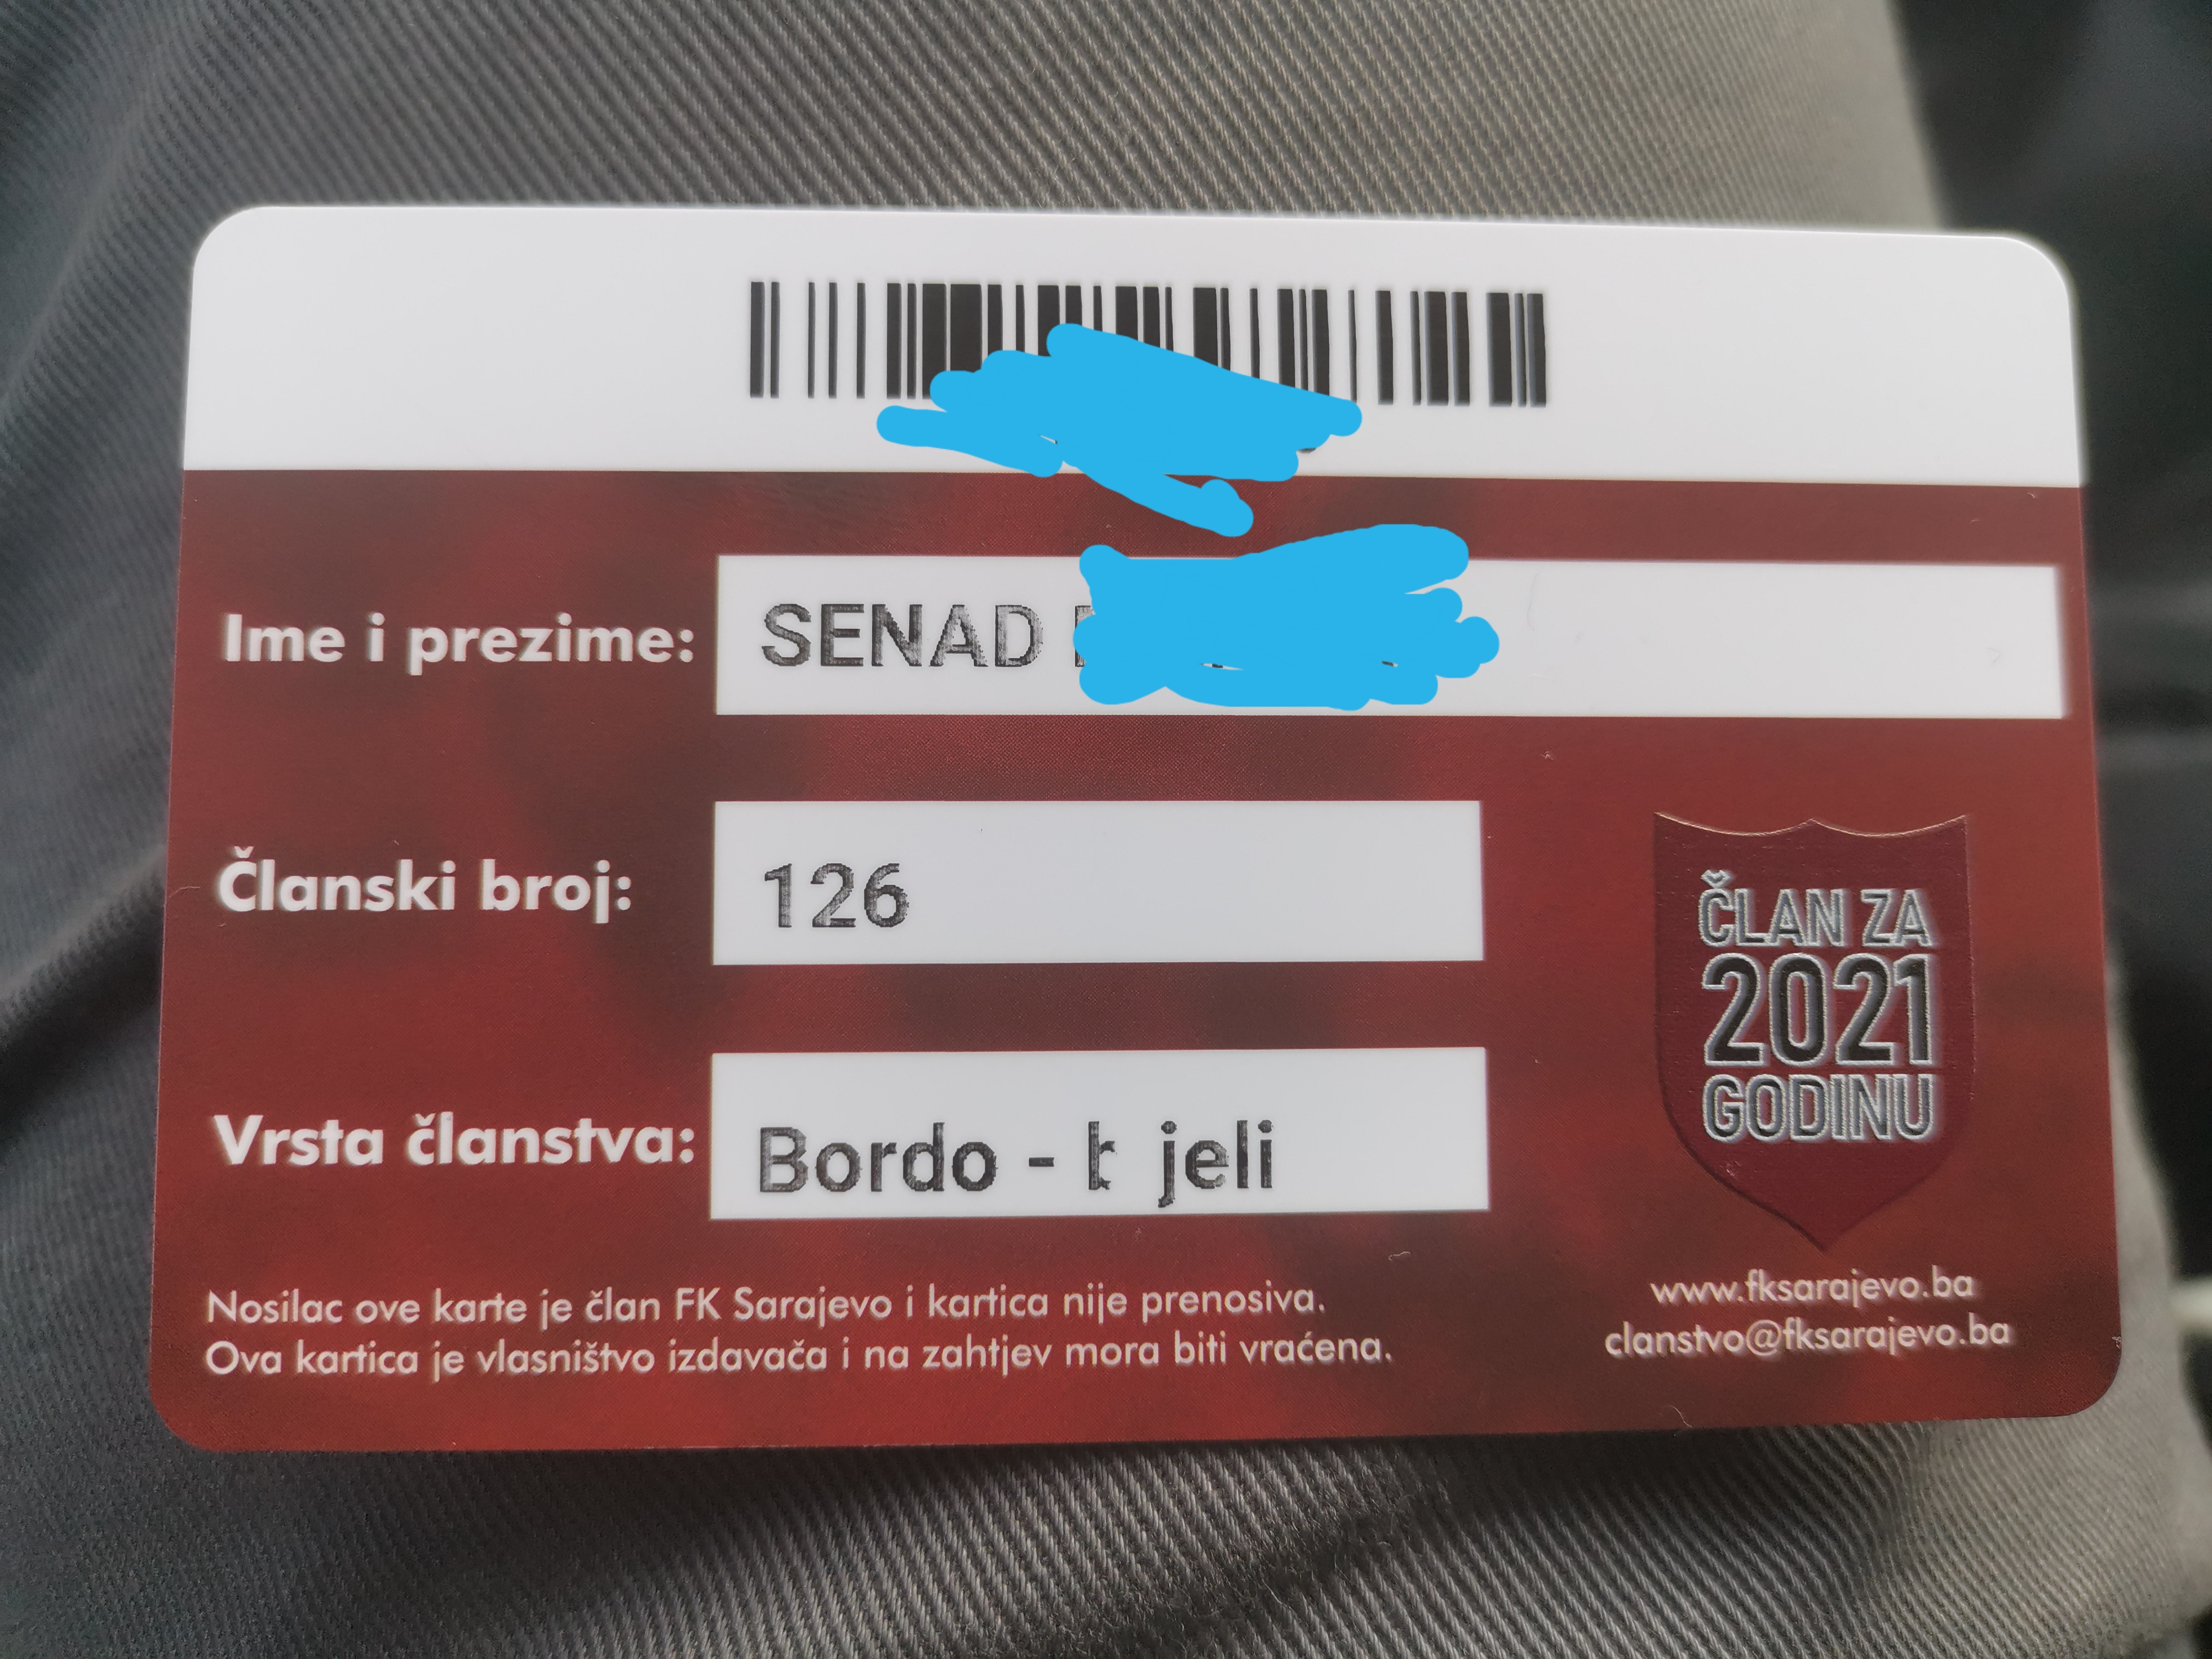 Ime i prezime: SENAD
Članski broj: 126
Vrsta članstva: Bordo - jeli
ČLAN ZA
2021
GODINU
Nosilac ove karte je član FK Sarajevo i kartica nije prenosiva.
Ova kartica je vlasništvo izdavača i na zahtjev mora biti vraćena.
www.fksarajevo.ba
clanstvo@fksarajevo.ba